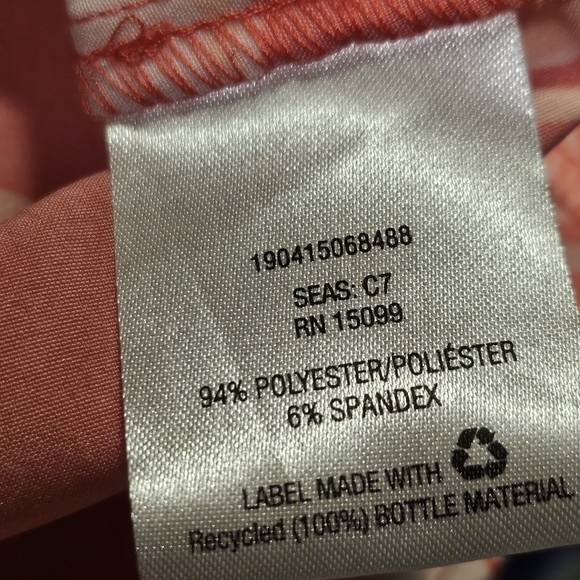 190415068488
SEAS: C7
RN 15099
94% POLYESTER/POLIÉSTER
6% SPANDEX
LABEL MADE WITH
Recycled (100%) BOTTLE MATERIAL